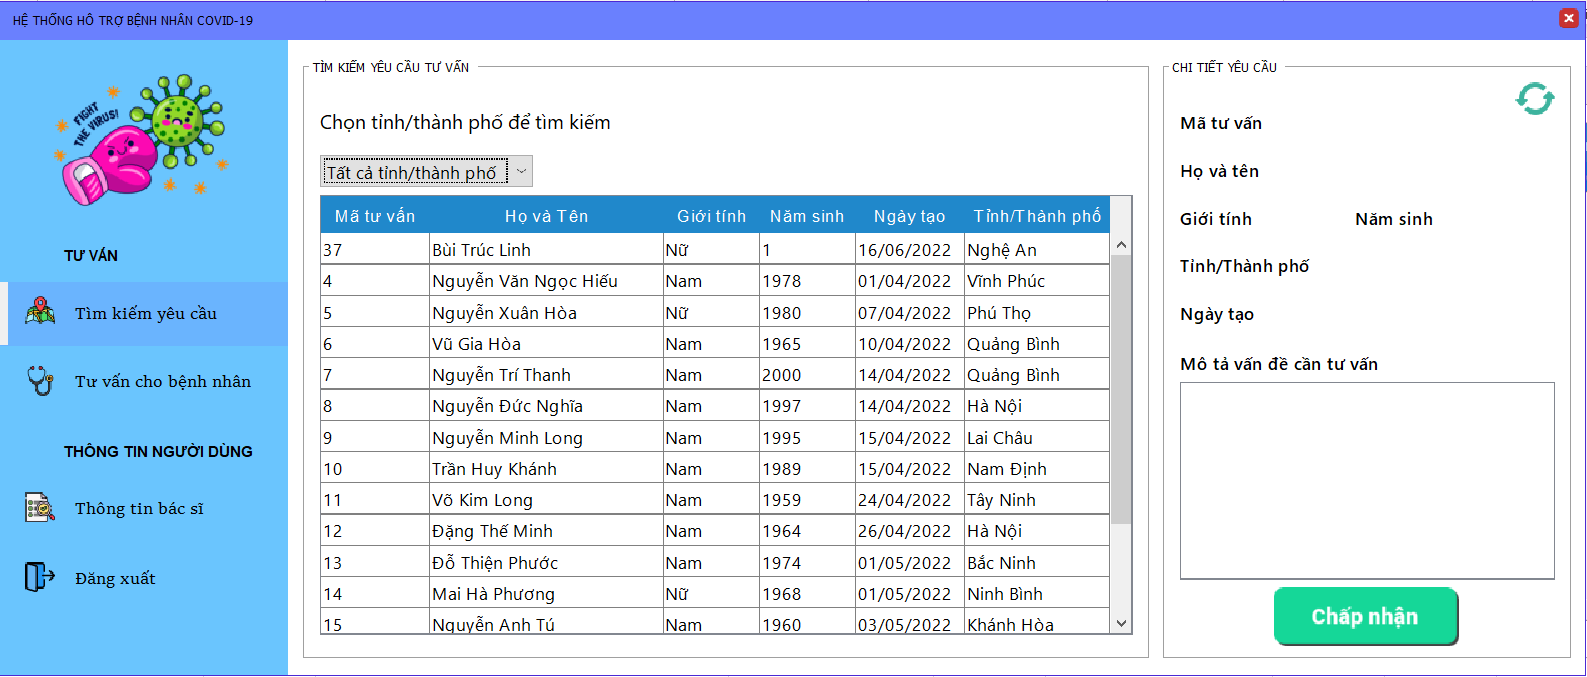 HỆ THỐNG HỖ TRỢ BỆNH NHÂN COVID-19
FIGHT
THE VIRUS!
TƯ VẤN
Tìm kiếm yêu cầu
Tư vấn cho bệnh nhân
THÔNG TIN NGƯỜI DÙNG
Thông tin bác sĩ
Đăng xuất
TÌM KIẾM YÊU CẦU TƯ VẤN
Chọn tỉnh/thành phố để tìm kiếm
Tất cả tỉnh/thành phố
Mã tư vấn Họ và Tên Giới tính Năm sinh Ngày tạo Tỉnh/Thành phố
37 Bùi Trúc Linh Nữ 1 16/06/2022 Nghệ An
4 Nguyễn Văn Ngọc Hiếu Nam 1978 01/04/2022 Vĩnh Phúc
5 Nguyễn Xuân Hòa Nữ 1980 07/04/2022 Phú Thọ
6 Vũ Gia Hòa Nam 1965 10/04/2022 Quảng Bình
7 Nguyễn Trí Thanh Nam 2000 14/04/2022 Quảng Bình
8 Nguyễn Đức Nghĩa Nam 1997 14/04/2022 Hà Nội
9 Nguyễn Minh Long Nam 1995 15/04/2022 Lai Châu
10 Trần Huy Khánh Nam 1989 15/04/2022 Nam Định
11 Võ Kim Long Nam 1959 24/04/2022 Tây Ninh
12 Đặng Thế Minh Nam 1964 26/04/2022 Hà Nội
13 Đỗ Thiện Phước Nam 1974 01/05/2022 Bắc Ninh
14 Mai Hà Phương Nữ 1968 01/05/2022 Ninh Bình
15 Nguyễn Anh Tú Nam 1960 03/05/2022 Khánh Hòa
CHI TIẾT YÊU CẦU
Mã tư vấn
Họ và tên
Giới tính Năm sinh
Tỉnh/Thành phố
Ngày tạo
Mô tả vấn đề cần tư vấn
Chấp nhận